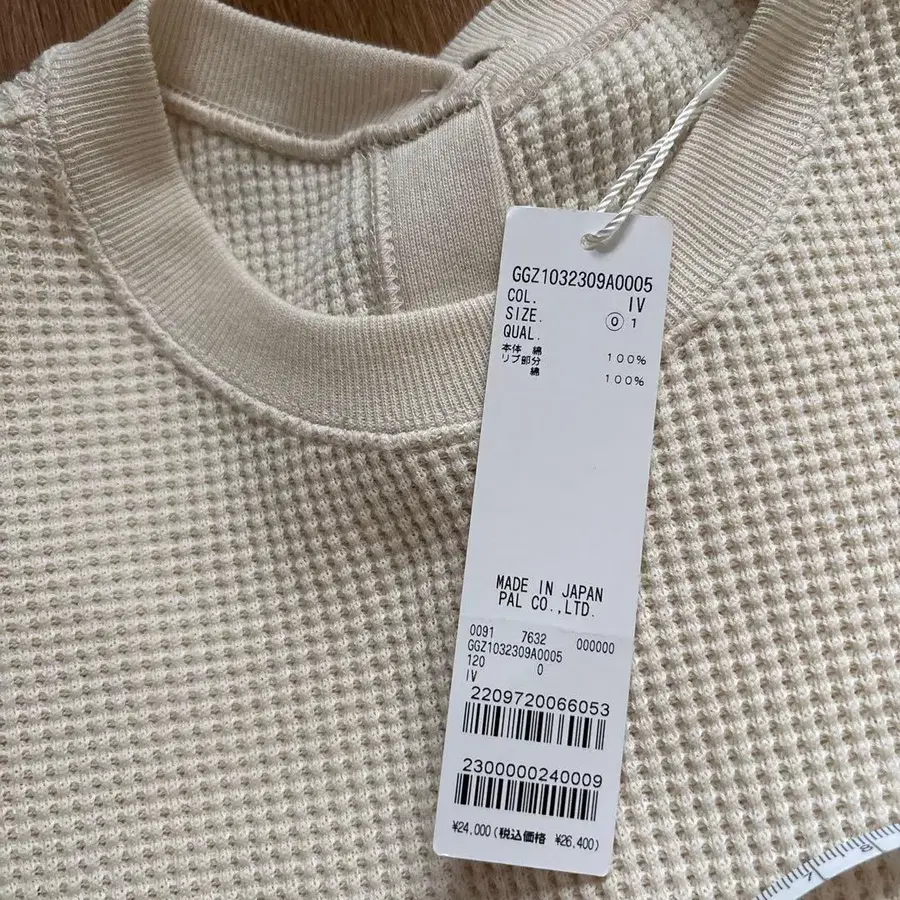 GGZ1032309A0005
COL. IV
SIZE. ⓪ 1
QUAL.
本体 綿 100%
リブ部分
綿 100%
MADE IN JAPAN
PAL CO.,LTD.
0091 7632 000000
GGZ1032309A0005
120 0
IV
2209720066053
2300000240009
¥24,000(税込価格 ¥26,400)
8